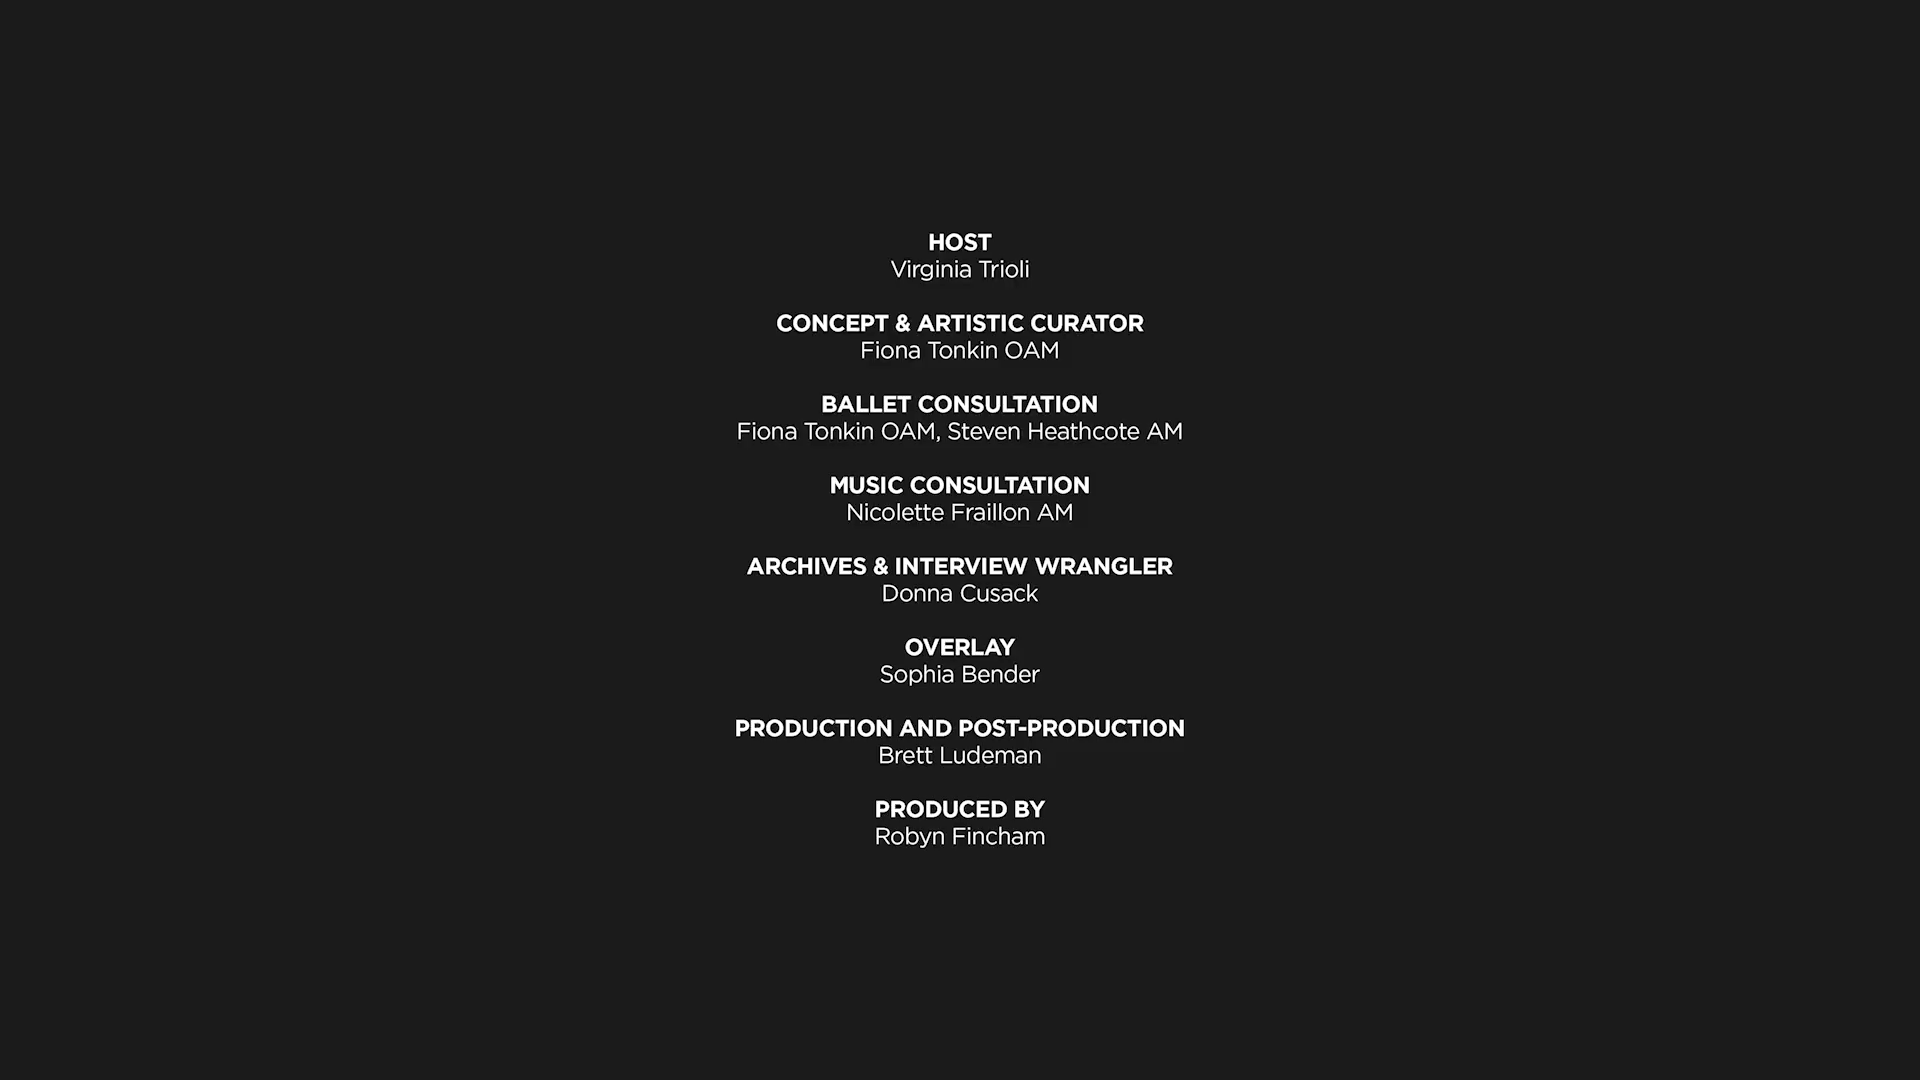 HOST
Virginia Trioli
CONCEPT & ARTISTIC CURATOR
Fiona Tonkin OAM
BALLET CONSULTATION
Fiona Tonkin OAM, Steven Heathcote AM
MUSIC CONSULTATION
Nicolette Fraillon AM
ARCHIVES & INTERVIEW WRANGLER
Donna Cusack
OVERLAY
Sophia Bender
PRODUCTION AND POST-PRODUCTION
Brett Ludeman
PRODUCED BY
Robyn Fincham